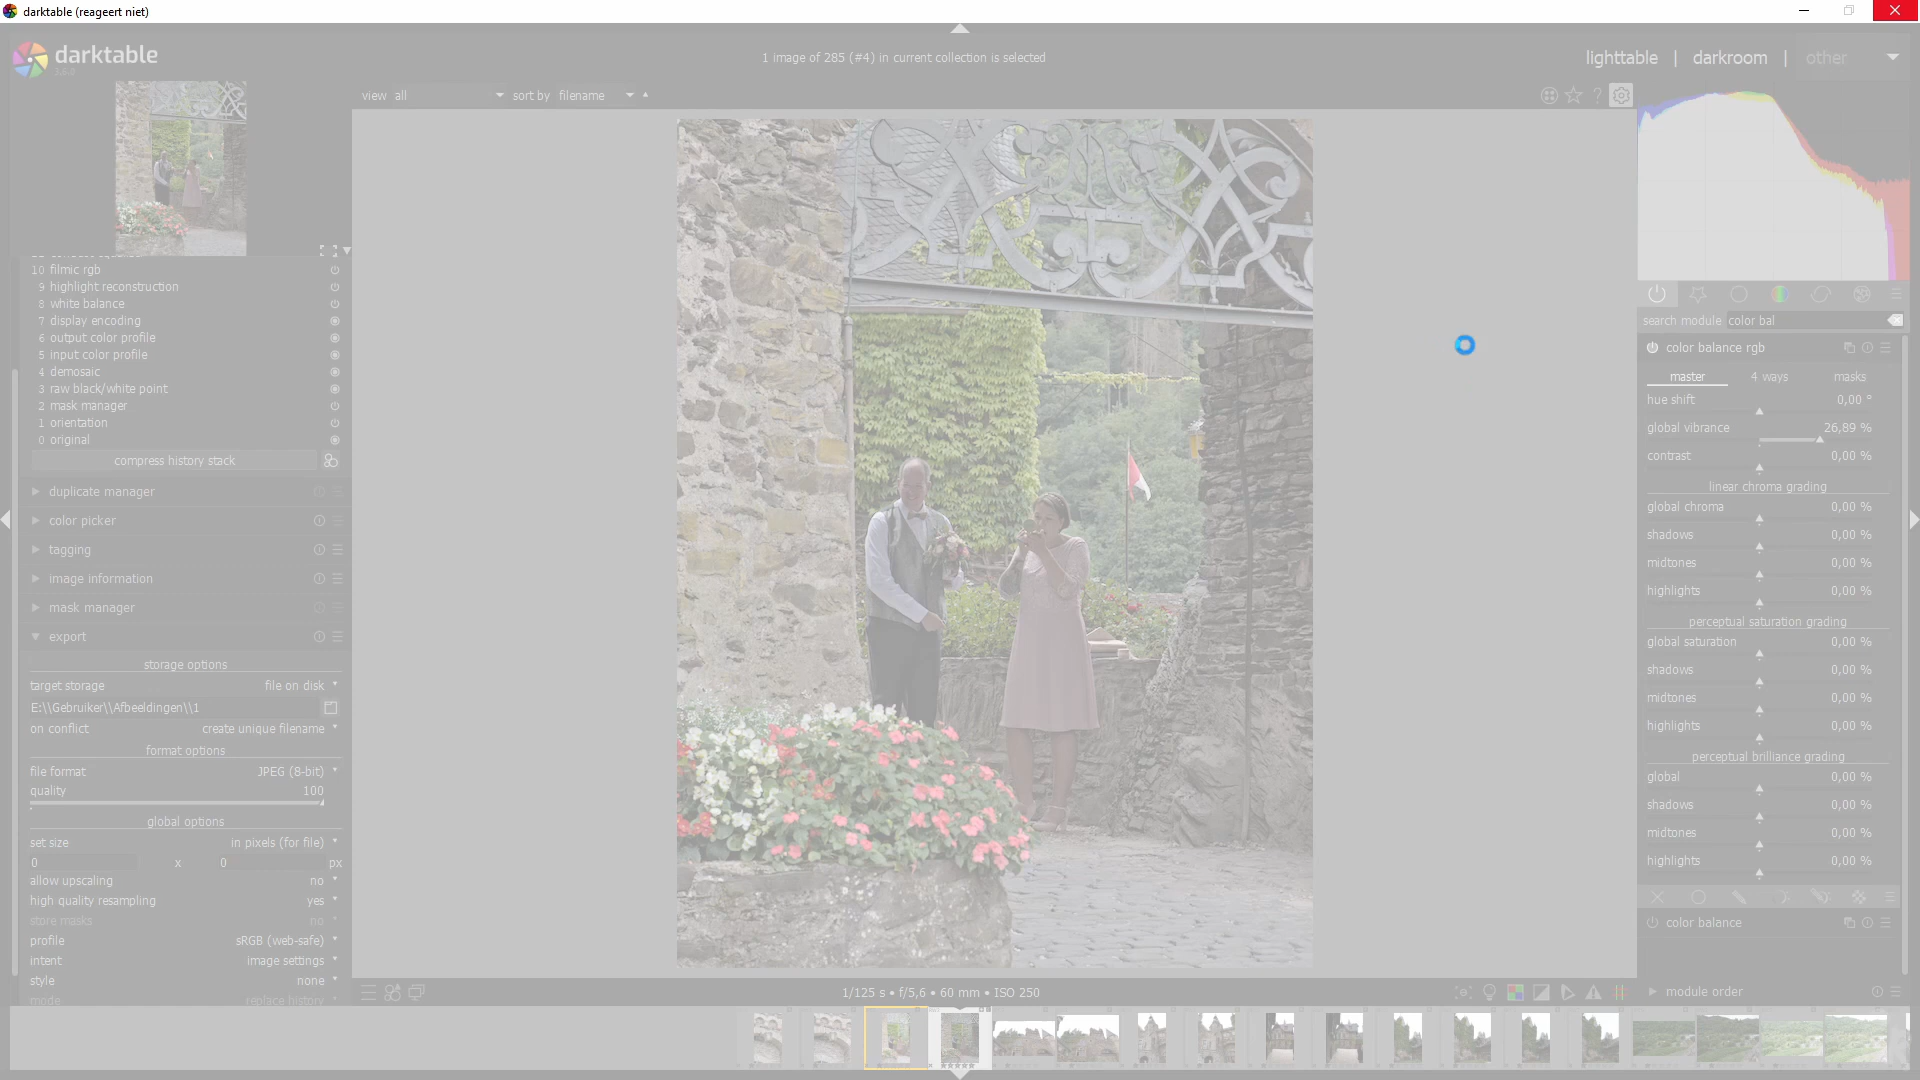 darktable (reageert niet)
darktable
3.6.0
1 image of 285 (#4) in current collection is selected
lighttable | darkroom | other
view all sort by filename
?
10 filmic rgb
9 highlight reconstruction
8 white balance
7 display encoding
6 output color profile
5 input color profile
4 demosaic
3 raw black/white point
2 mask manager
1 orientation
0 original
compress history stack
duplicate manager
color picker
tagging
image information
mask manager
export
storage options
target storage file on disk
E:\\Gebruiker\\Afbeeldingen\\1
on conflict create unique filename
format options
file format JPEG (8-bit)
quality 100
global options
set size in pixels (for file)
0 x 0 px
allow upscaling no
high quality resampling yes
store masks no
profile sRGB (web-safe)
intent image settings
style none
mode replace history
1/125 s • f/5,6 • 60 mm • ISO 250
search module color bal
color balance rgb
master 4 ways masks
hue shift 0,00 °
global vibrance 26,89 %
contrast 0,00 %
linear chroma grading
global chroma 0,00 %
shadows 0,00 %
midtones 0,00 %
highlights 0,00 %
perceptual saturation grading
global saturation 0,00 %
shadows 0,00 %
midtones 0,00 %
highlights 0,00 %
perceptual brilliance grading
global 0,00 %
shadows 0,00 %
midtones 0,00 %
highlights 0,00 %
color balance
module order